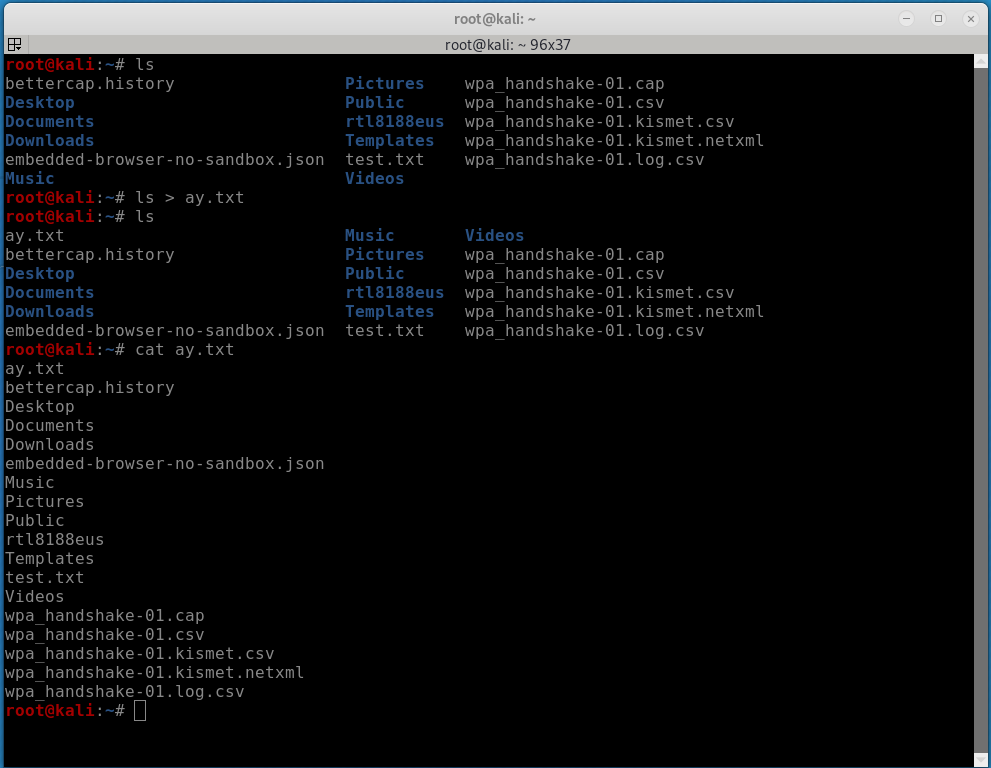 root@kali: ~
root@kali: ~ 96x37
root@kali:~# ls
bettercap.history                 Pictures    wpa_handshake-01.cap
Desktop                           Public      wpa_handshake-01.csv
Documents                         rtl8188eus  wpa_handshake-01.kismet.csv
Downloads                         Templates   wpa_handshake-01.kismet.netxml
embedded-browser-no-sandbox.json  test.txt    wpa_handshake-01.log.csv
Music                             Videos
root@kali:~# ls > ay.txt
root@kali:~# ls
ay.txt                            Music       Videos
bettercap.history                 Pictures    wpa_handshake-01.cap
Desktop                           Public      wpa_handshake-01.csv
Documents                         rtl8188eus  wpa_handshake-01.kismet.csv
Downloads                         Templates   wpa_handshake-01.kismet.netxml
embedded-browser-no-sandbox.json  test.txt    wpa_handshake-01.log.csv
root@kali:~# cat ay.txt
ay.txt
bettercap.history
Desktop
Documents
Downloads
embedded-browser-no-sandbox.json
Music
Pictures
Public
rtl8188eus
Templates
test.txt
Videos
wpa_handshake-01.cap
wpa_handshake-01.csv
wpa_handshake-01.kismet.csv
wpa_handshake-01.kismet.netxml
wpa_handshake-01.log.csv
root@kali:~#